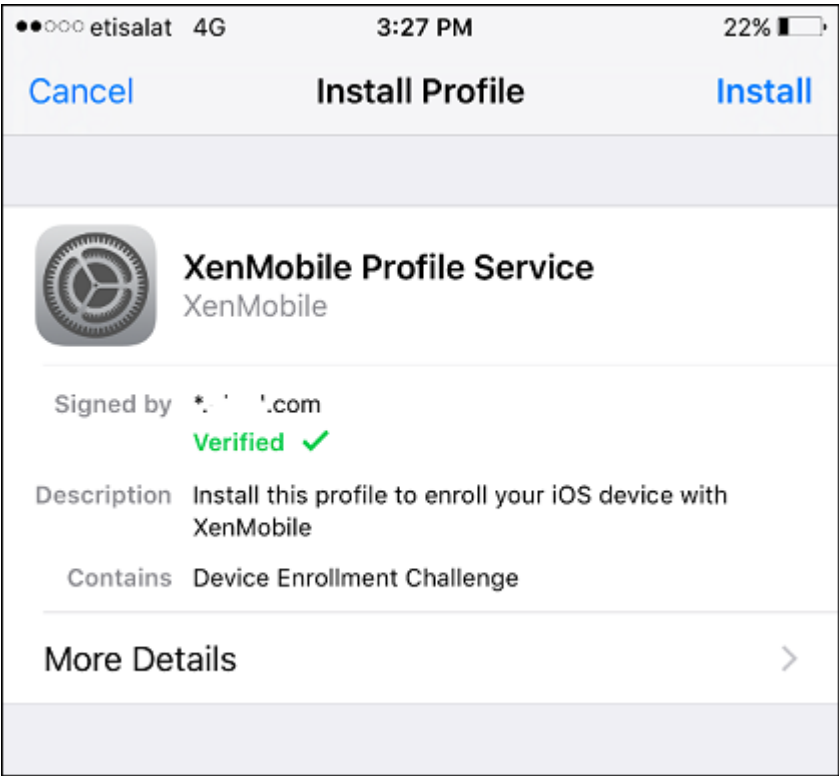 etisalat 4G 3:27 PM 22%
Cancel Install Profile Install
XenMobile Profile Service
XenMobile
Signed by *. .com
Verified ✓
Description Install this profile to enroll your iOS device with
XenMobile
Contains Device Enrollment Challenge
More Details